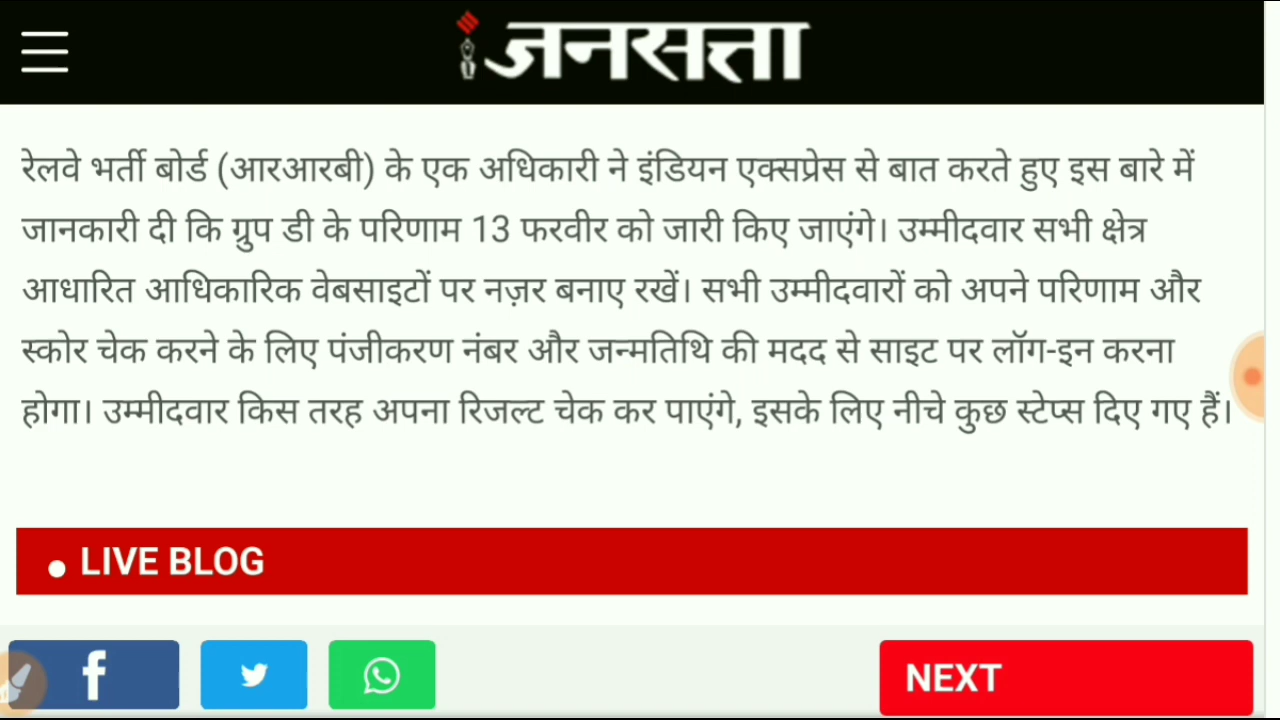 जनसत्ता
रेलवे भर्ती बोर्ड (आरआरबी) के एक अधिकारी ने इंडियन एक्सप्रेस से बात करते हुए इस बारे में
जानकारी दी कि ग्रुप डी के परिणाम 13 फरवीर को जारी किए जाएंगे। उम्मीदवार सभी क्षेत्र
आधारित आधिकारिक वेबसाइटों पर नज़र बनाए रखें। सभी उम्मीदवारों को अपने परिणाम और
स्कोर चेक करने के लिए पंजीकरण नंबर और जन्मतिथि की मदद से साइट पर लॉग-इन करना
होगा। उम्मीदवार किस तरह अपना रिजल्ट चेक कर पाएंगे, इसके लिए नीचे कुछ स्टेप्स दिए गए हैं।
LIVE BLOG
NEXT